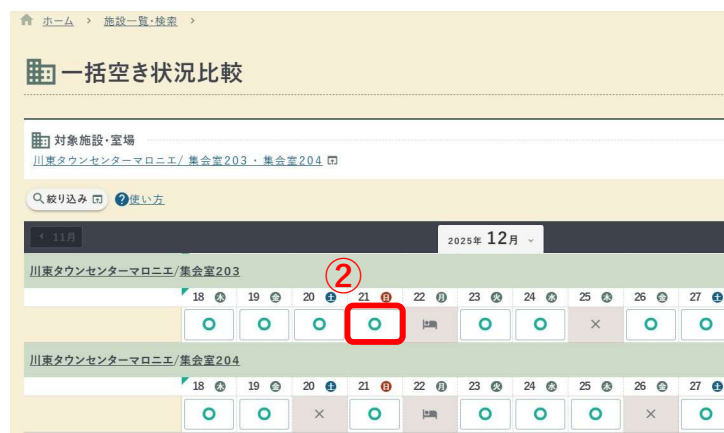 ホーム > 施設一覧・検索 >
一括空き状況比較
対象施設・室場
川東タウンセンターマロニエ/ 集会室203 ・ 集会室204
絞り込み ?使い方
11月 2025年 12月
川東タウンセンターマロニエ/集会室203
②
18 木 19 金 20 土 21 日 22 月 23 火 24 水 25 木 26 金 27 土
○ ○ ○ ○ ○ ○ × ○ ○
川東タウンセンターマロニエ/集会室204
18 木 19 金 20 土 21 日 22 月 23 火 24 水 25 木 26 金 27 土
○ ○ × ○ ○ ○ ○ × ○